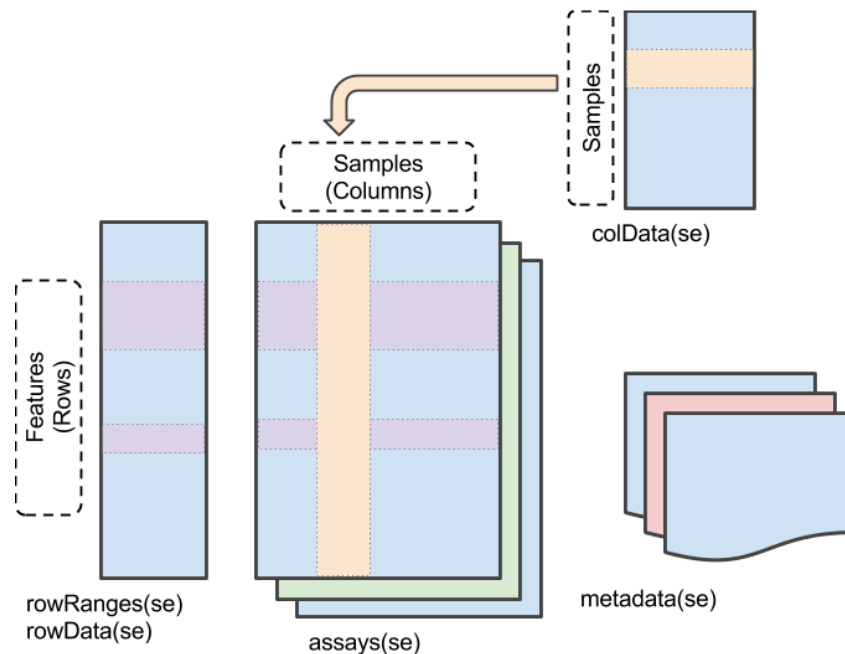 Samples
Samples
(Columns)
colData(se)
Features
(Rows)
rowRanges(se)
rowData(se)
assays(se)
metadata(se)